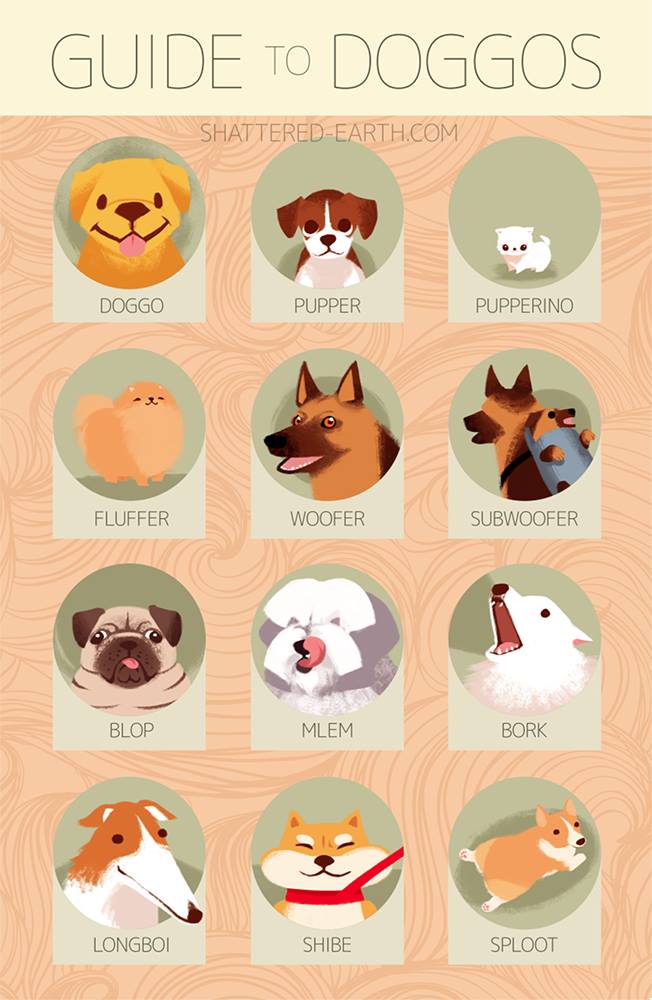 GUIDE TO DOGGOS
SHATTERED-EARTH.COM
DOGGO
PUPPER
PUPPERINO
FLUFFER
WOOFER
SUBWOOFER
BLOP
MLEM
BORK
LONGBOI
SHIBE
SPLOOT